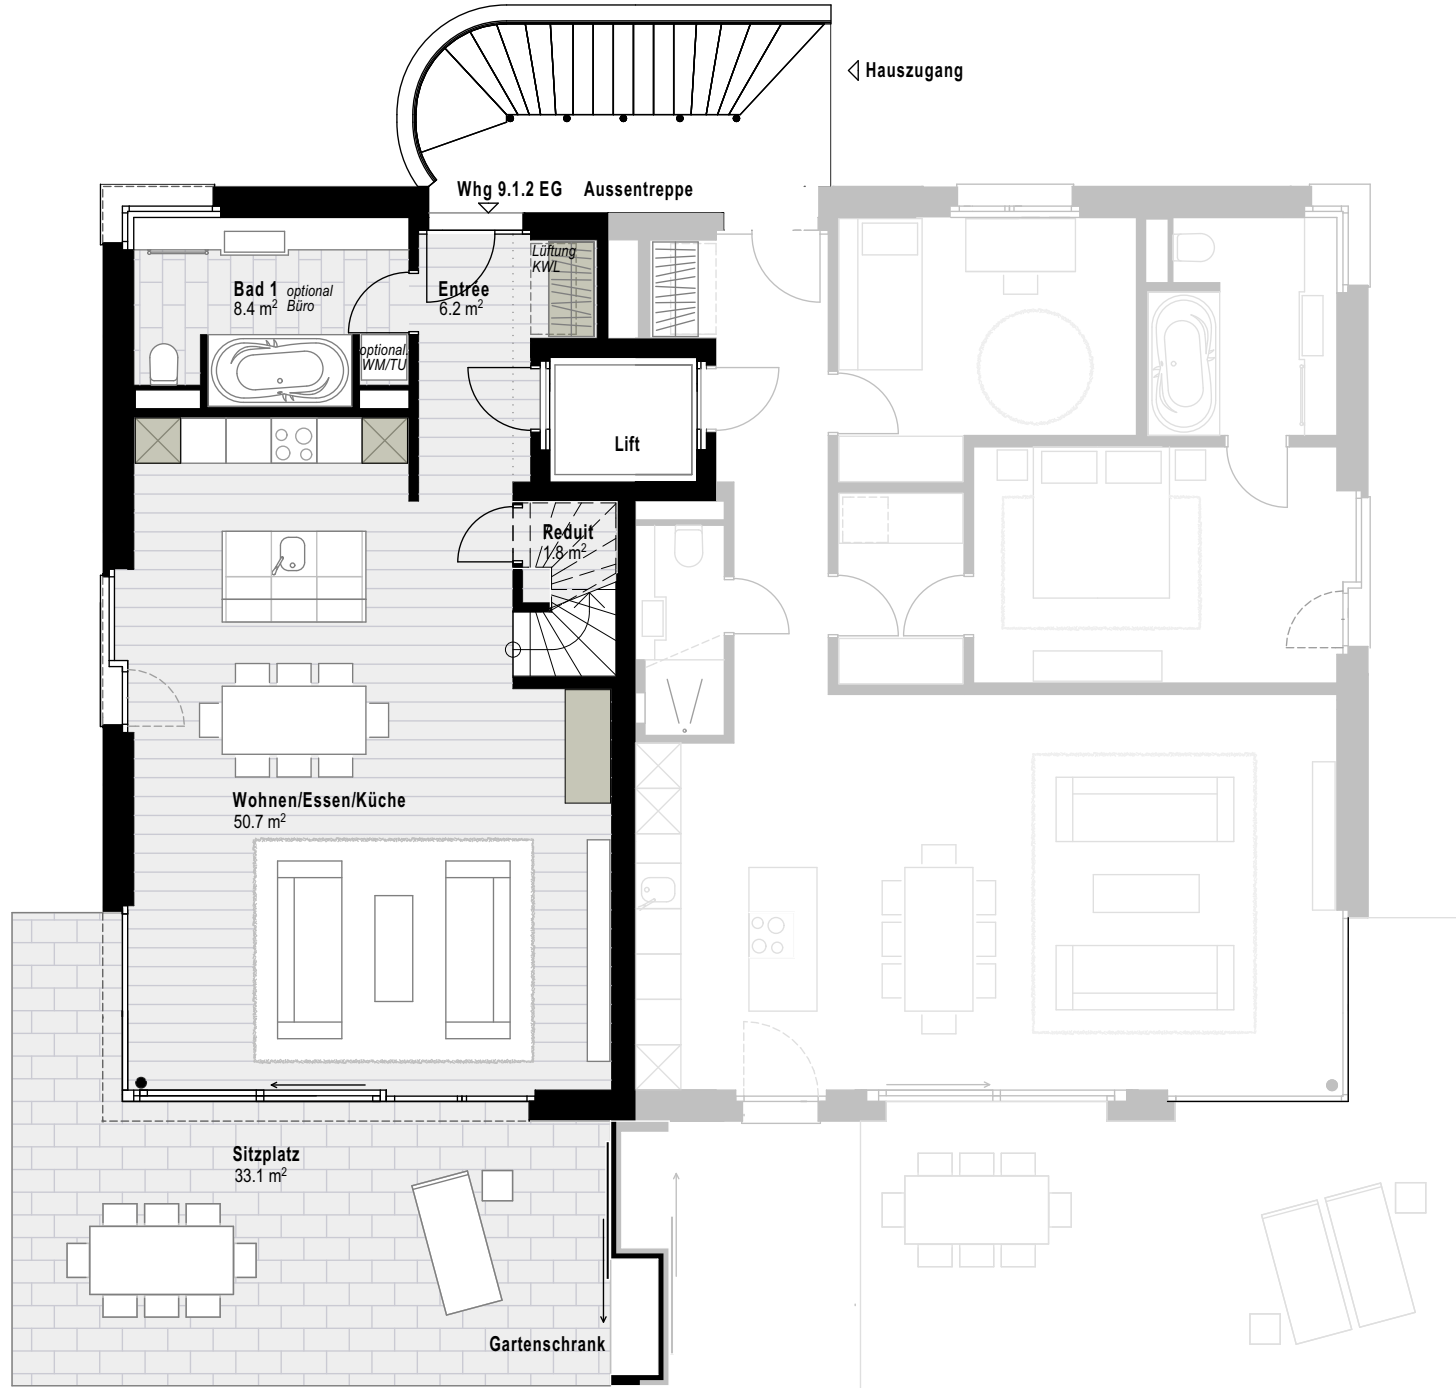 Hauszugang
Whg 9.1.2 EG Aussentreppe
Lüftung
KWL
Bad 1 optional
8.4 m² Büro
Entrée
6.2 m²
optional
WM/TU
Lift
Reduit
1.8 m²
Wohnen/Essen/Küche
50.7 m²
Sitzplatz
33.1 m²
Gartenschrank